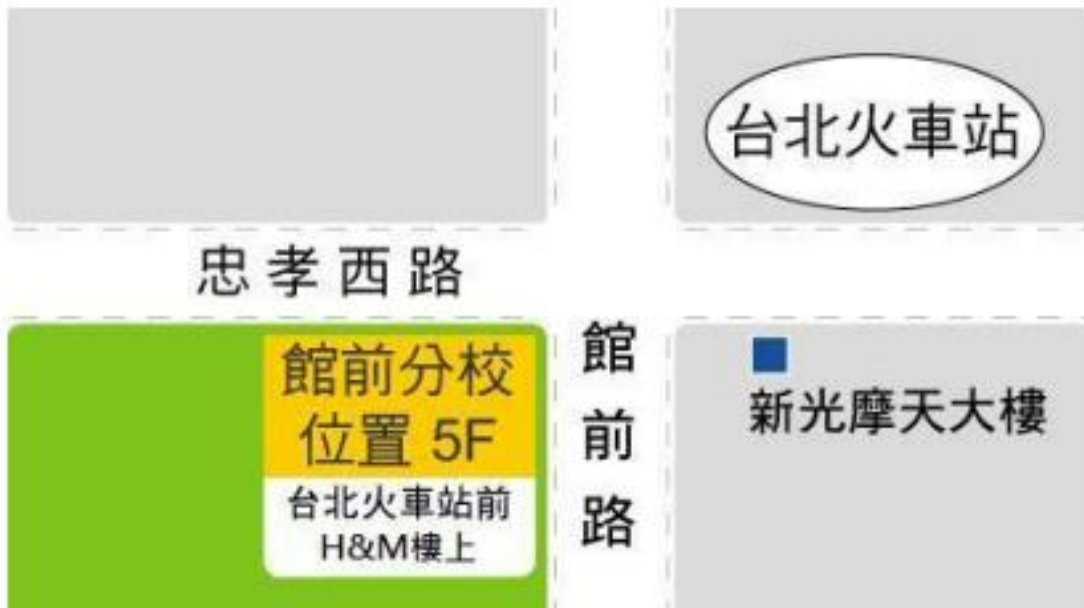 台北火車站
忠孝西路
館前分校
位置 5F
台北火車站前
H&M樓上
館前路
新光摩天大樓